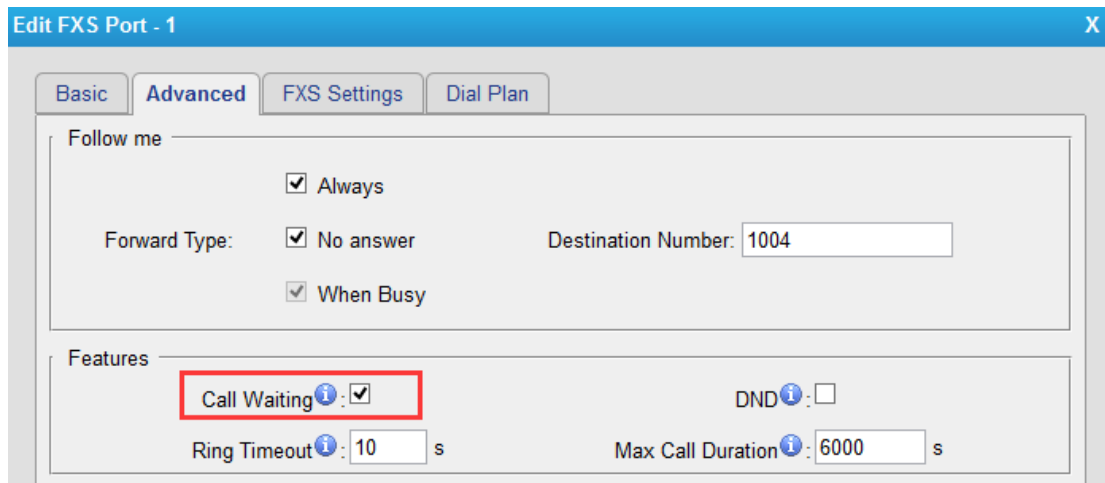 Edit FXS Port - 1 X
Basic Advanced FXS Settings Dial Plan
Follow me
Always
Forward Type: No answer Destination Number: 1004
When Busy
Features
Call Waiting i : DND i :
Ring Timeout i : 10 s Max Call Duration i : 6000 s